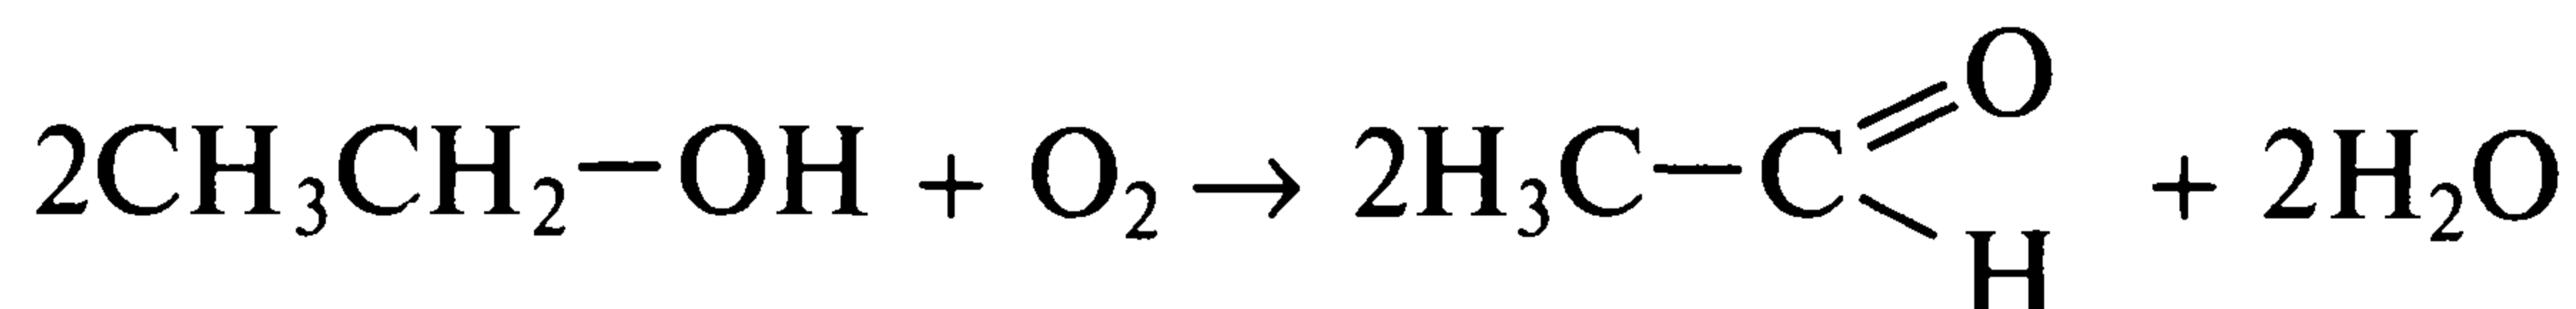 2CH₃CH₂—OH + O₂ → 2H₃C—C(=O)H + 2H₂O